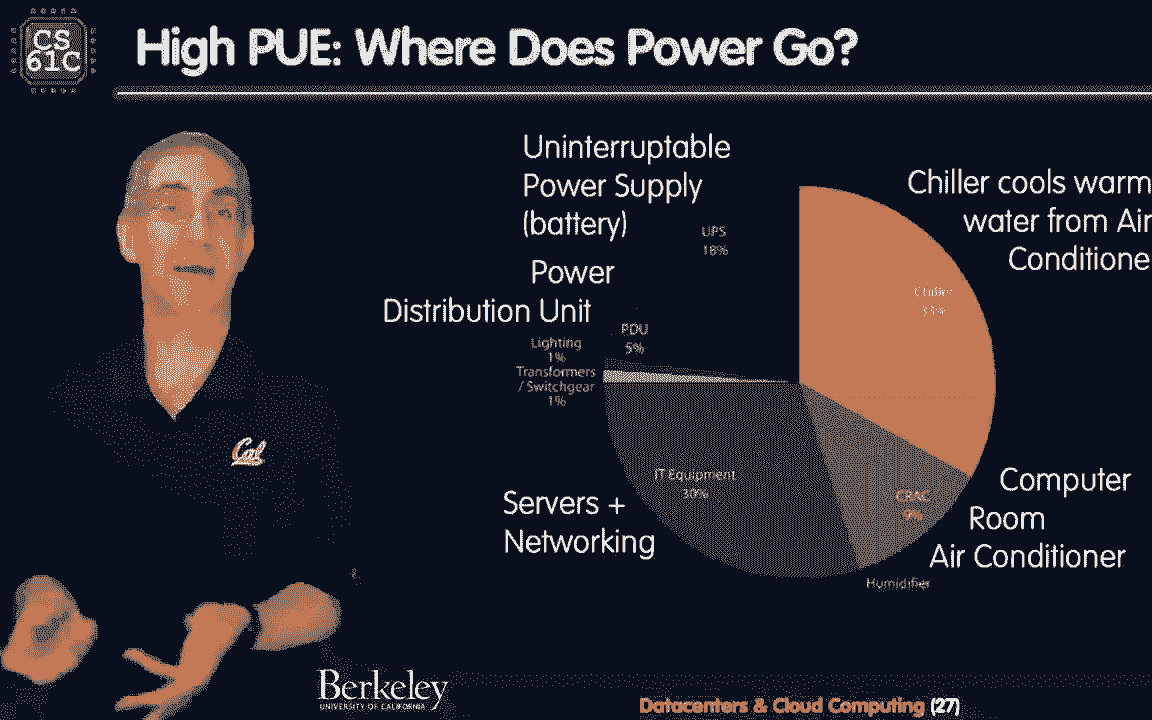 CS
61C
High PUE: Where Does Power Go?
Uninterruptable
Power Supply
(battery)
UPS
18%
Chiller cools warm
water from Air
Conditione
Power
Distribution Unit
PDU
5%
Lighting
1%
Transformers
/ Switchgear
1%
Chiller
IT Equipment
30%
Servers +
Networking
CRAC
9%
Computer
Room
Air Conditioner
Humidifier
Cal
Berkeley
UNIVERSITY OF CALIFORNIA
Datacenters & Cloud Computing (27)